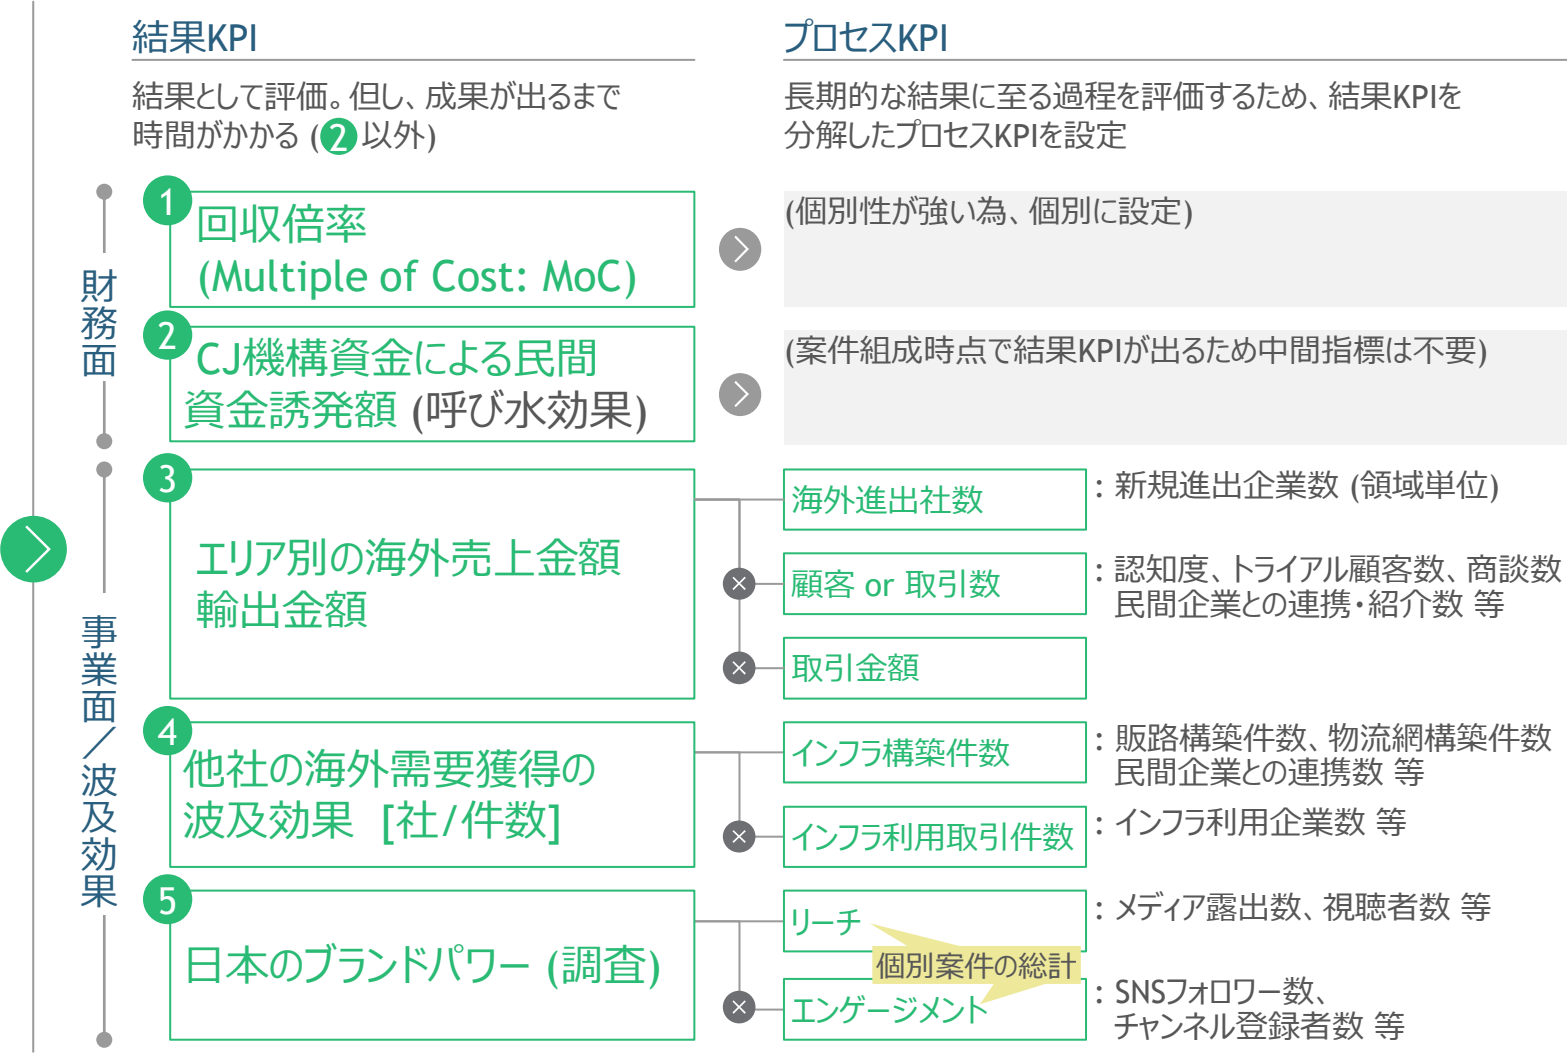 結果KPI
結果として評価。但し、成果が出るまで
時間がかかる (2以外)
プロセスKPI
長期的な結果に至る過程を評価するため、結果KPIを
分解したプロセスKPIを設定
財務面
1
回収倍率
(Multiple of Cost: MoC)
(個別性が強い為、個別に設定)
2
CJ機構資金による民間
資金誘発額 (呼び水効果)
(案件組成時点で結果KPIが出るため中間指標は不要)
事業面／波及効果
3
エリア別の海外売上金額
輸出金額
海外進出社数
: 新規進出企業数 (領域単位)
×
顧客 or 取引数
: 認知度、トライアル顧客数、商談数
民間企業との連携・紹介数 等
×
取引金額
4
他社の海外需要獲得の
波及効果 [社/件数]
インフラ構築件数
: 販路構築件数、物流網構築件数
民間企業との連携数 等
×
インフラ利用取引件数
: インフラ利用企業数 等
5
日本のブランドパワー (調査)
リーチ
: メディア露出数、視聴者数 等
個別案件の総計
×
エンゲージメント
: SNSフォロワー数、
チャンネル登録者数 等